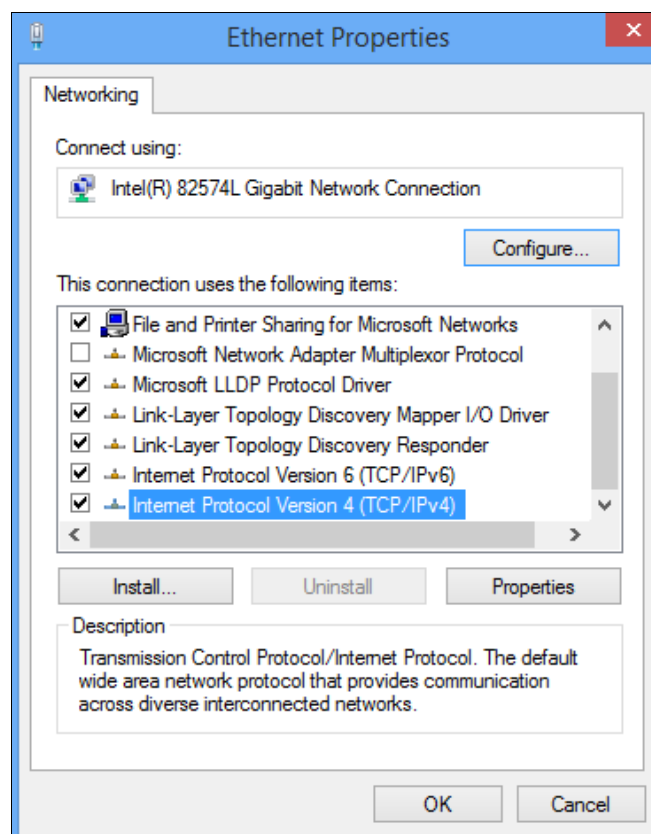 Ethernet Properties
Networking
Connect using:
Intel(R) 82574L Gigabit Network Connection
Configure...
This connection uses the following items:
File and Printer Sharing for Microsoft Networks
Microsoft Network Adapter Multiplexor Protocol
Microsoft LLDP Protocol Driver
Link-Layer Topology Discovery Mapper I/O Driver
Link-Layer Topology Discovery Responder
Internet Protocol Version 6 (TCP/IPv6)
Internet Protocol Version 4 (TCP/IPv4)
Install... Uninstall Properties
Description
Transmission Control Protocol/Internet Protocol. The default
wide area network protocol that provides communication
across diverse interconnected networks.
OK Cancel